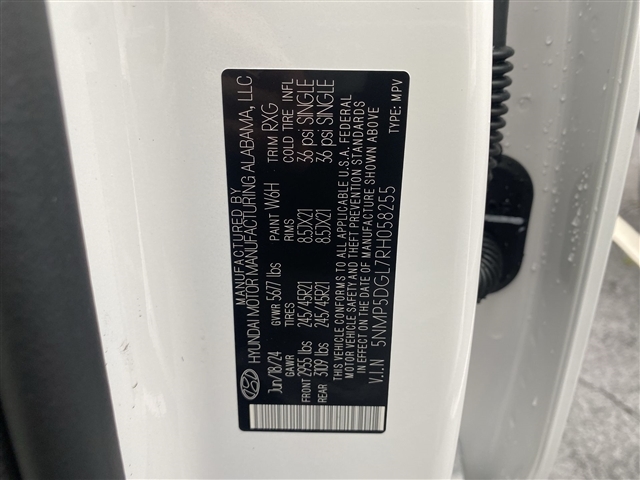 MANUFACTURED BY
HYUNDAI MOTOR MANUFACTURING ALABAMA, LLC
Jun/18/24 GVWR 5677 lbs PAINT W6H TRIM RXG
GAWR TIRES RIMS COLD TIRE INFL
FRONT 2955 lbs 245/45R21 8.5JX21 36 psi SINGLE
REAR 3109 lbs 245/45R21 8.5JX21 36 psi SINGLE
THIS VEHICLE CONFORMS TO ALL APPLICABLE U.S.A. FEDERAL
MOTOR VEHICLE SAFETY AND THEFT PREVENTION STANDARDS
IN EFFECT ON THE DATE OF MANUFACTURE SHOWN ABOVE
V.I.N 5NMP5DGL7RH058255 TYPE: MPV